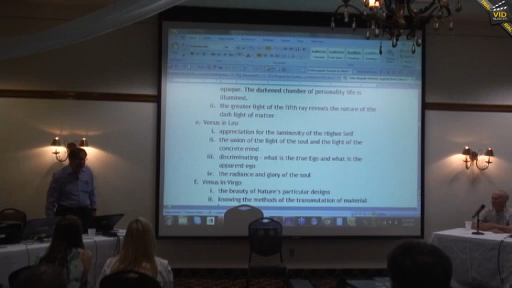 opaque. The darkened chamber of personality life is
illumined.
ii. the greater light of the fifth ray reveals the nature of the
dark light of matter
e. Venus in Leo
i. appreciation for the luminosity of the Higher Self
ii. the union of the light of the soul and the light of the
concrete mind
iii. discriminating - what is the true Ego and what is the
apparent ego
iv. the radiance and glory of the soul
f. Venus in Virgo
i. the beauty of Nature's particular designs
ii. knowing the methods of the transmutation of material
VID